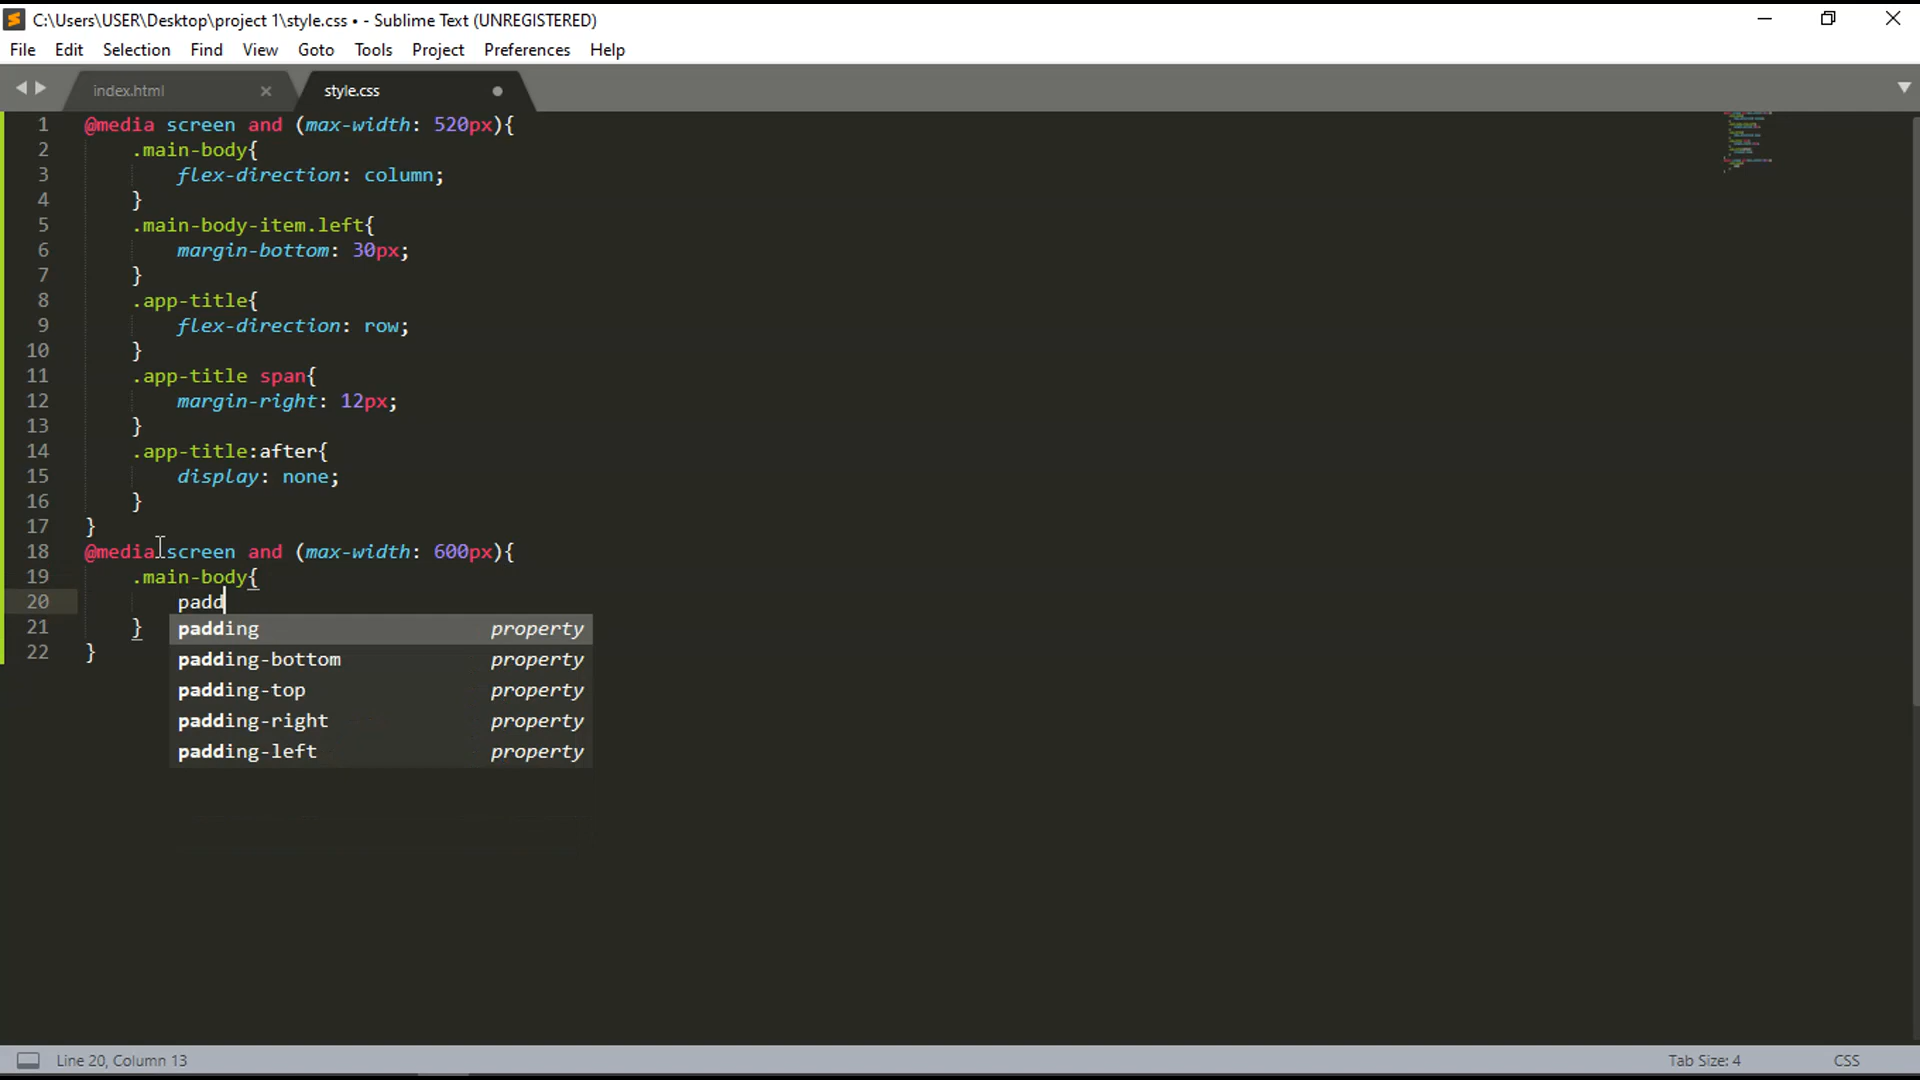 C:\Users\USER\Desktop\project 1\style.css • - Sublime Text (UNREGISTERED)
File Edit Selection Find View Goto Tools Project Preferences Help
index.html × style.css
1 @media screen and (max-width: 520px){
2 .main-body{
3 flex-direction: column;
4 }
5 .main-body-item.left{
6 margin-bottom: 30px;
7 }
8 .app-title{
9 flex-direction: row;
10 }
11 .app-title span{
12 margin-right: 12px;
13 }
14 .app-title:after{
15 display: none;
16 }
17 }
18 @media screen and (max-width: 600px){
19 .main-body{
20 padd
21 }
22 }
padding property
padding-bottom property
padding-top property
padding-right property
padding-left property
Line 20, Column 13 Tab Size: 4 CSS